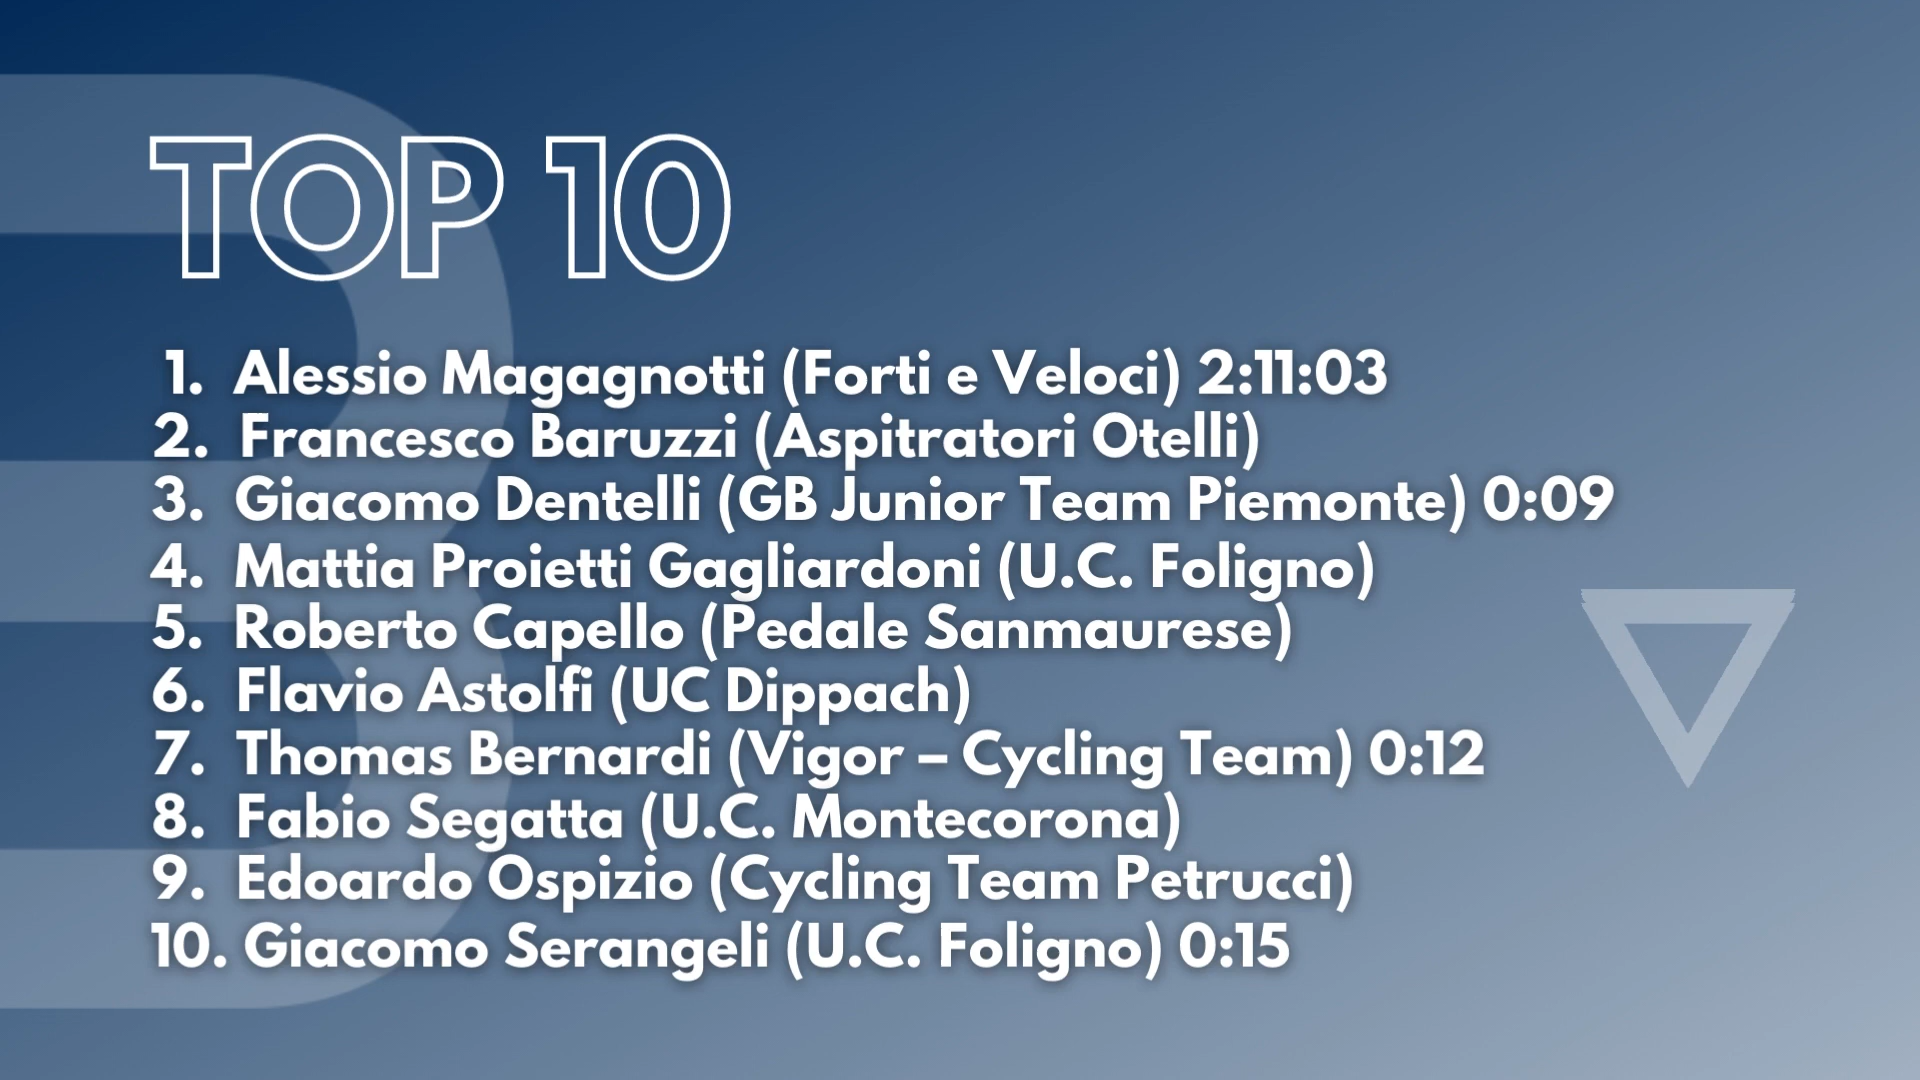 TOP 10
1. Alessio Magagnotti (Forti e Veloci) 2:11:03
2. Francesco Baruzzi (Aspitratori Otelli)
3. Giacomo Dentelli (GB Junior Team Piemonte) 0:09
4. Mattia Proietti Gagliardoni (U.C. Foligno)
5. Roberto Capello (Pedale Sanmaurese)
6. Flavio Astolfi (UC Dippach)
7. Thomas Bernardi (Vigor – Cycling Team) 0:12
8. Fabio Segatta (U.C. Montecorona)
9. Edoardo Ospizio (Cycling Team Petrucci)
10. Giacomo Serangeli (U.C. Foligno) 0:15